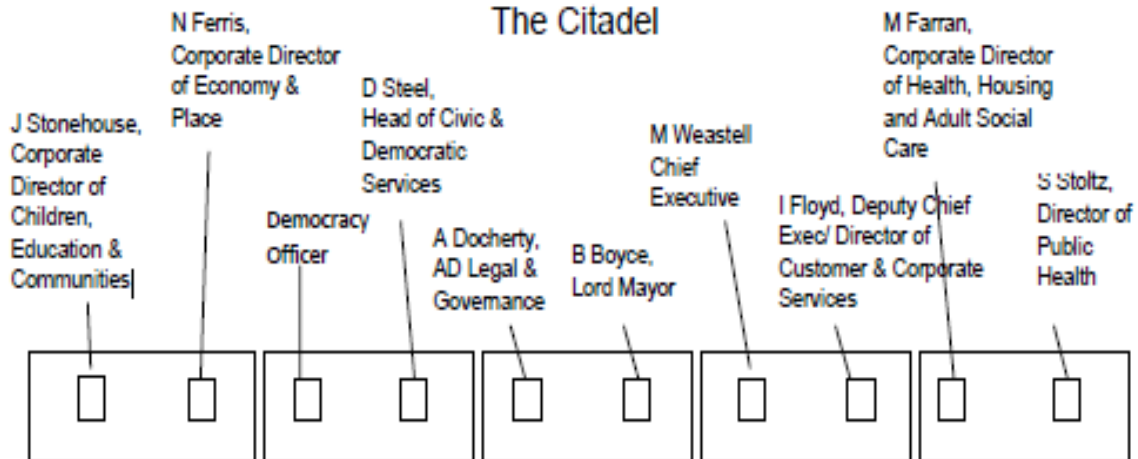 The Citadel
J Stonehouse,
Corporate
Director of
Children,
Education &
Communities
N Ferris,
Corporate Director
of Economy &
Place
Democracy
Officer
D Steel,
Head of Civic &
Democratic
Services
A Docherty,
AD Legal &
Governance
B Boyce,
Lord Mayor
M Weastell
Chief
Executive
I Floyd, Deputy Chief
Exec/ Director of
Customer & Corporate
Services
M Farran,
Corporate Director
of Health, Housing
and Adult Social
Care
S Stoltz,
Director of
Public
Health